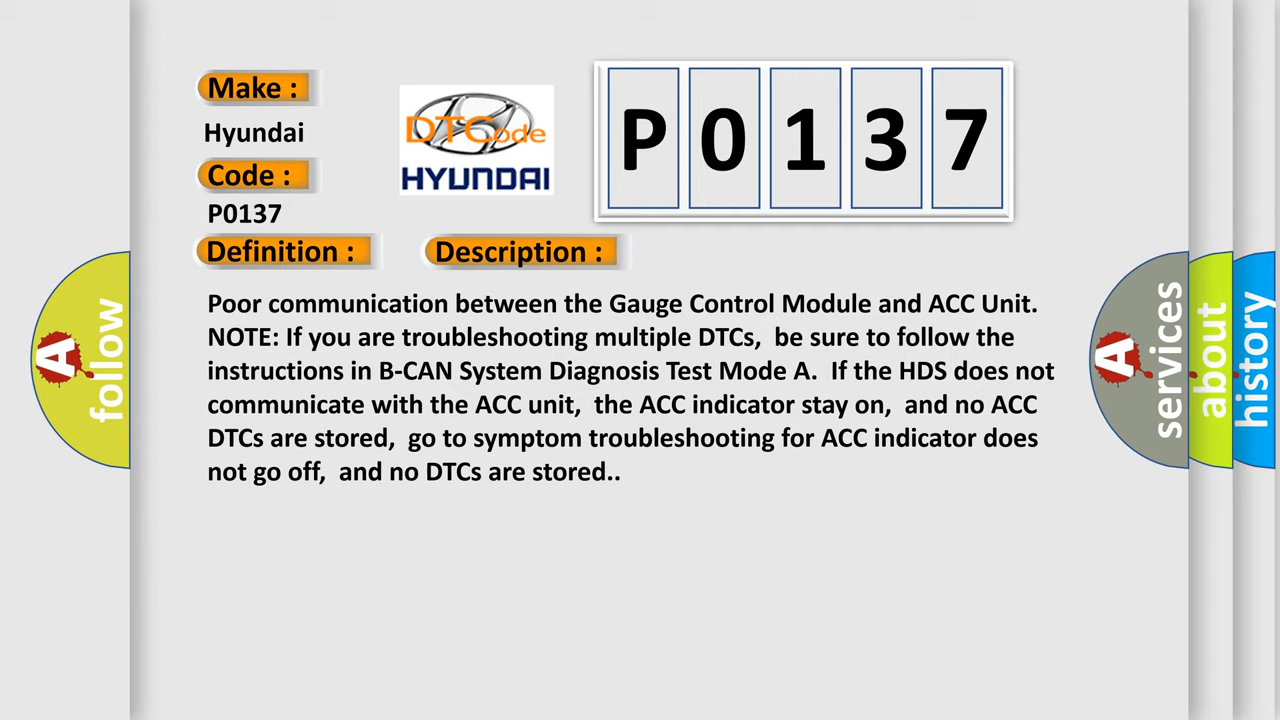 Make :
Hyundai
Code :
P0137
Definition :
Description :
DTCode
HYUNDAI
P0137
Poor communication between the Gauge Control Module and ACC Unit.
NOTE: If you are troubleshooting multiple DTCs,  be sure to follow the
instructions in B-CAN System Diagnosis Test Mode A.  If the HDS does not
communicate with the ACC unit,  the ACC indicator stay on,  and no ACC
DTCs are stored,  go to symptom troubleshooting for ACC indicator does
not go off,  and no DTCs are stored..
A follow
A services
about
history